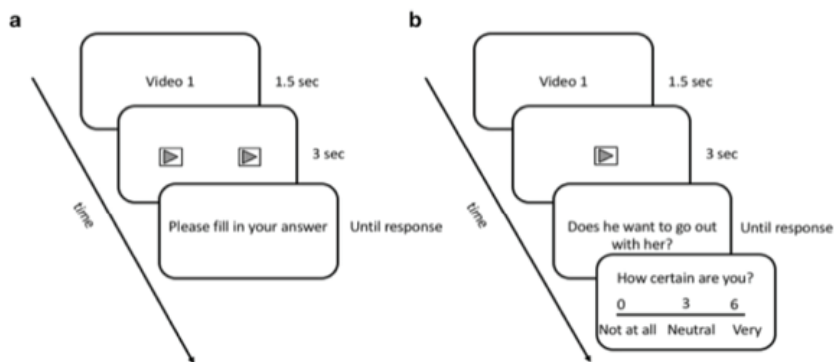 a
Video 1
1.5 sec
3 sec
Please fill in your answer
Until response
time
b
Video 1
1.5 sec
3 sec
Does he want to go out
with her?
Until response
How certain are you?
0 3 6
Not at all Neutral Very
time